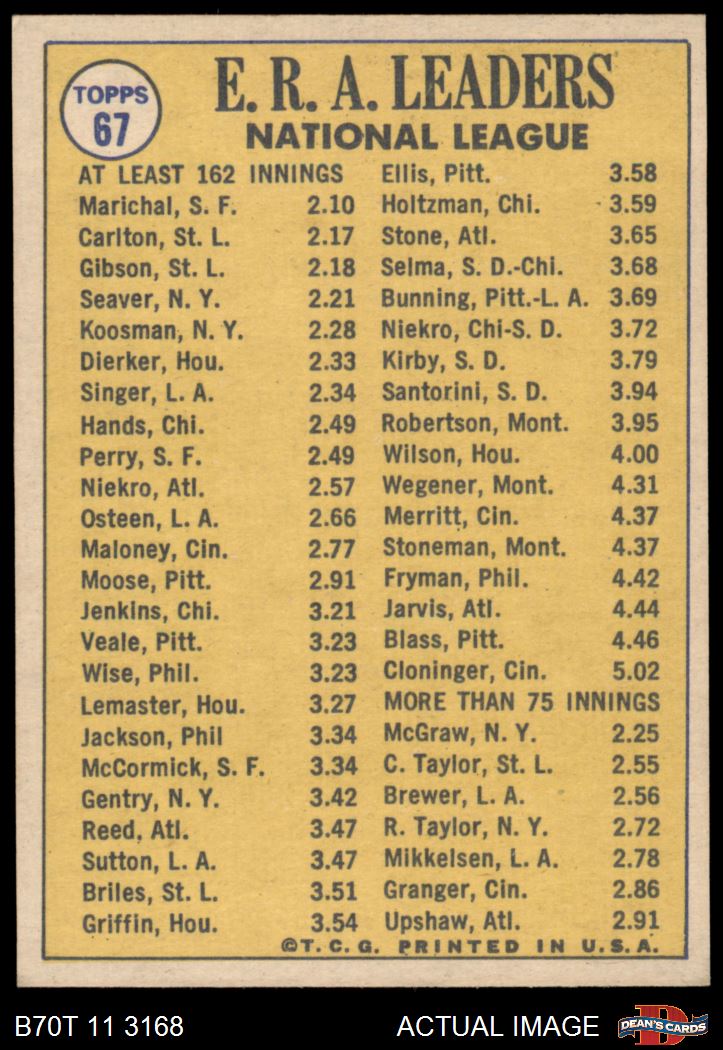 TOPPS
67
E. R. A. LEADERS
NATIONAL LEAGUE
AT LEAST 162 INNINGS
Marichal, S. F. 2.10
Carlton, St. L. 2.17
Gibson, St. L. 2.18
Seaver, N. Y. 2.21
Koosman, N. Y. 2.28
Dierker, Hou. 2.33
Singer, L. A. 2.34
Hands, Chi. 2.49
Perry, S. F. 2.49
Niekro, Atl. 2.57
Osteen, L. A. 2.66
Maloney, Cin. 2.77
Moose, Pitt. 2.91
Jenkins, Chi. 3.21
Veale, Pitt. 3.23
Wise, Phil. 3.23
Lemaster, Hou. 3.27
Jackson, Phil 3.34
McCormick, S. F. 3.34
Gentry, N. Y. 3.42
Reed, Atl. 3.47
Sutton, L. A. 3.47
Briles, St. L. 3.51
Griffin, Hou. 3.54
Ellis, Pitt. 3.58
Holtzman, Chi. 3.59
Stone, Atl. 3.65
Selma, S. D.-Chi. 3.68
Bunning, Pitt.-L. A. 3.69
Niekro, Chi-S. D. 3.72
Kirby, S. D. 3.79
Santorini, S. D. 3.94
Robertson, Mont. 3.95
Wilson, Hou. 4.00
Wegener, Mont. 4.31
Merritt, Cin. 4.37
Stoneman, Mont. 4.37
Fryman, Phil. 4.42
Jarvis, Atl. 4.44
Blass, Pitt. 4.46
Cloninger, Cin. 5.02
MORE THAN 75 INNINGS
McGraw, N. Y. 2.25
C. Taylor, St. L. 2.55
Brewer, L. A. 2.56
R. Taylor, N. Y. 2.72
Mikkelsen, L. A. 2.78
Granger, Cin. 2.86
Upshaw, Atl. 2.91
©T. C. G. PRINTED IN U. S. A.
B70T 11 3168
ACTUAL IMAGE
D
DEAN'S CARDS